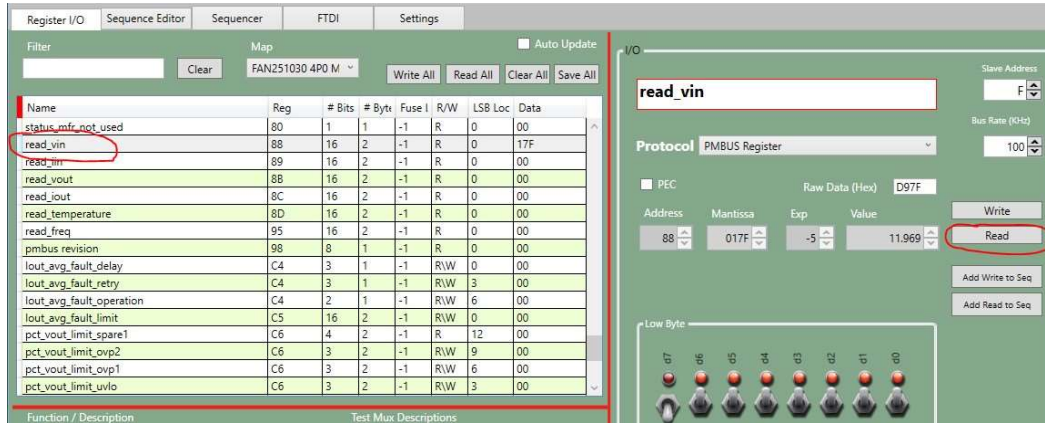 Register I/O Sequence Editor Sequencer FTDI Settings
Filter Map Auto Update
Clear FAN251030 4P0 M Write All Read All Clear All Save All
Name Reg # Bits # Byte Fuse I R/W LSB Loc Data
status_mfr_not_used 80 1 1 -1 R 0 00
read_vin 88 16 2 -1 R 0 17F
read_iin 89 16 2 -1 R 0 00
read_vout 8B 16 2 -1 R 0 00
read_iout 8C 16 2 -1 R 0 00
read_temperature 8D 16 2 -1 R 0 00
read_freq 95 16 2 -1 R 0 00
pmbus revision 98 8 1 -1 R 0 00
Iout_avg_fault_delay C4 3 1 -1 R\W 0 00
Iout_avg_fault_retry C4 3 1 -1 R\W 3 00
Iout_avg_fault_operation C4 2 1 -1 R\W 6 00
Iout_avg_fault_limit C5 16 2 -1 R\W 0 00
pct_vout_limit_spare1 C6 4 2 -1 R 12 00
pct_vout_limit_ovp2 C6 3 2 -1 R\W 9 00
pct_vout_limit_ovp1 C6 3 2 -1 R\W 6 00
pct_vout_limit_uvlo C6 3 2 -1 R\W 3 00
Function / Description Test Mux Descriptions
I/O
read_vin
Slave Address
F
Bus Rate (KHz)
100
Protocol PMBUS Register
PEC Raw Data (Hex) D97F
Address Mantissa Exp Value
88 017F -5 11.969
Write
Read
Add Write to Seq
Add Read to Seq
Low Byte
d7 d6 d5 d4 d3 d2 d1 d0